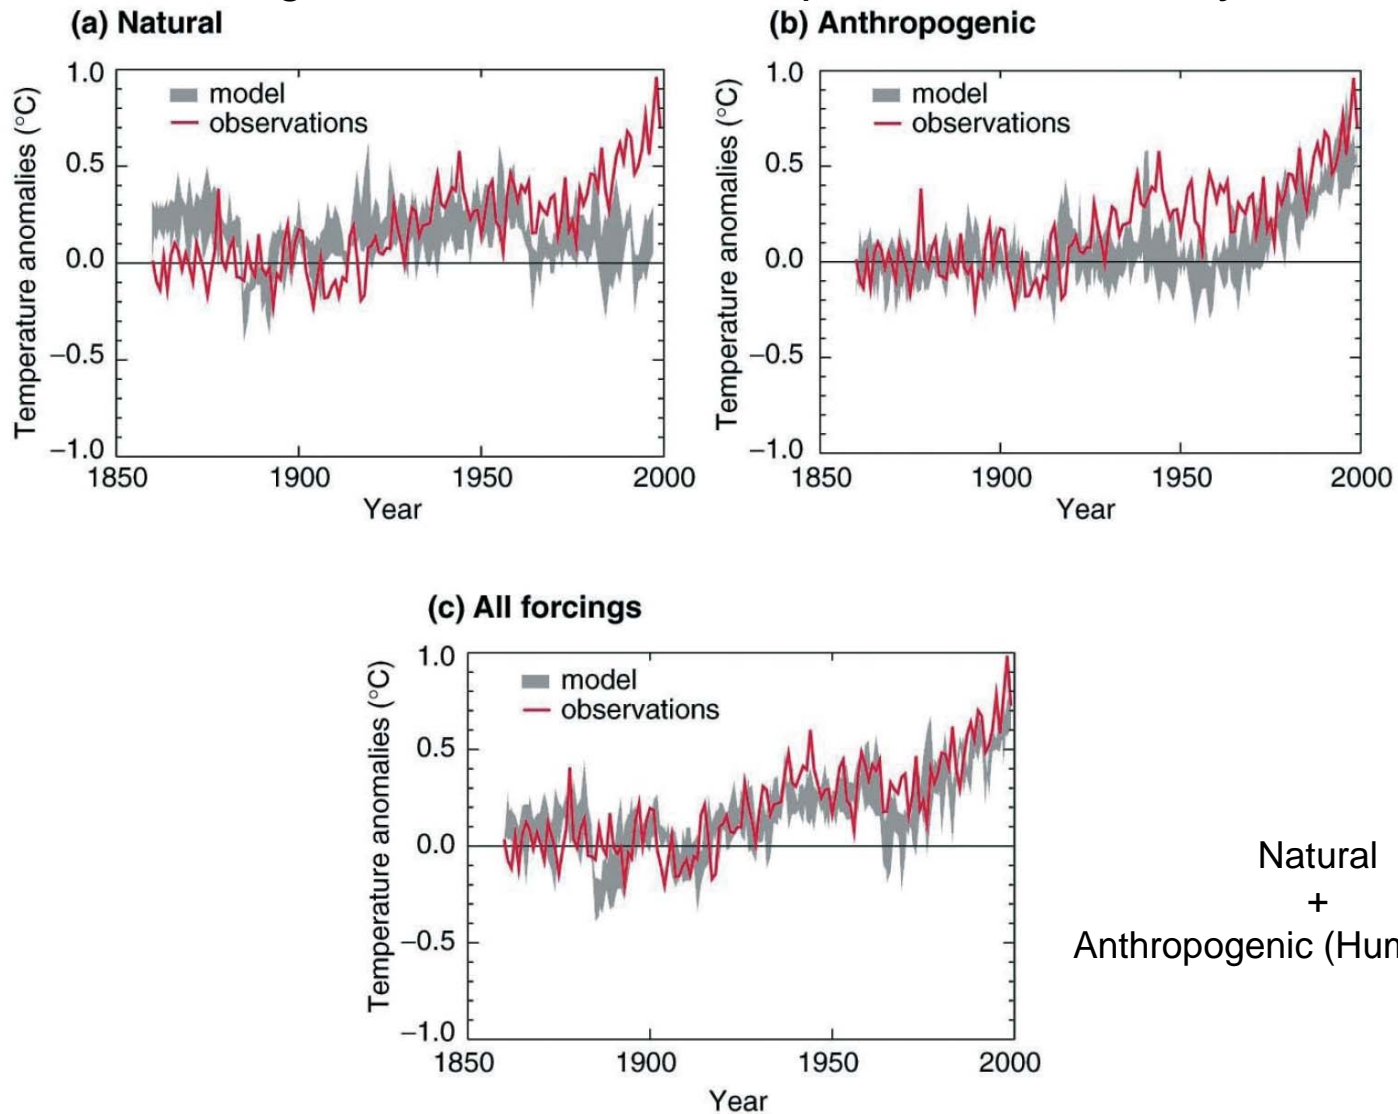 (a) Natural
1.0
0.5
0.0
−0.5
−1.0
Temperature anomalies (°C)
model
observations
1850 1900 1950 2000
Year
(b) Anthropogenic
1.0
0.5
0.0
−0.5
−1.0
Temperature anomalies (°C)
model
observations
1850 1900 1950 2000
Year
(c) All forcings
1.0
0.5
0.0
−0.5
−1.0
Temperature anomalies (°C)
model
observations
1850 1900 1950 2000
Year
Natural
+
Anthropogenic (Hum